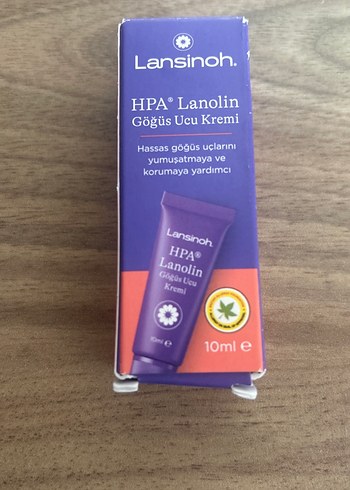 Lansinoh®
HPA® Lanolin
Göğüs Ucu Kremi
Hassas göğüs uçlarını
yumuşatmaya ve
korumaya yardımcı
Lansinoh®
HPA®
Lanolin
Göğüs Ucu
Kremi
10ml e
10ml e